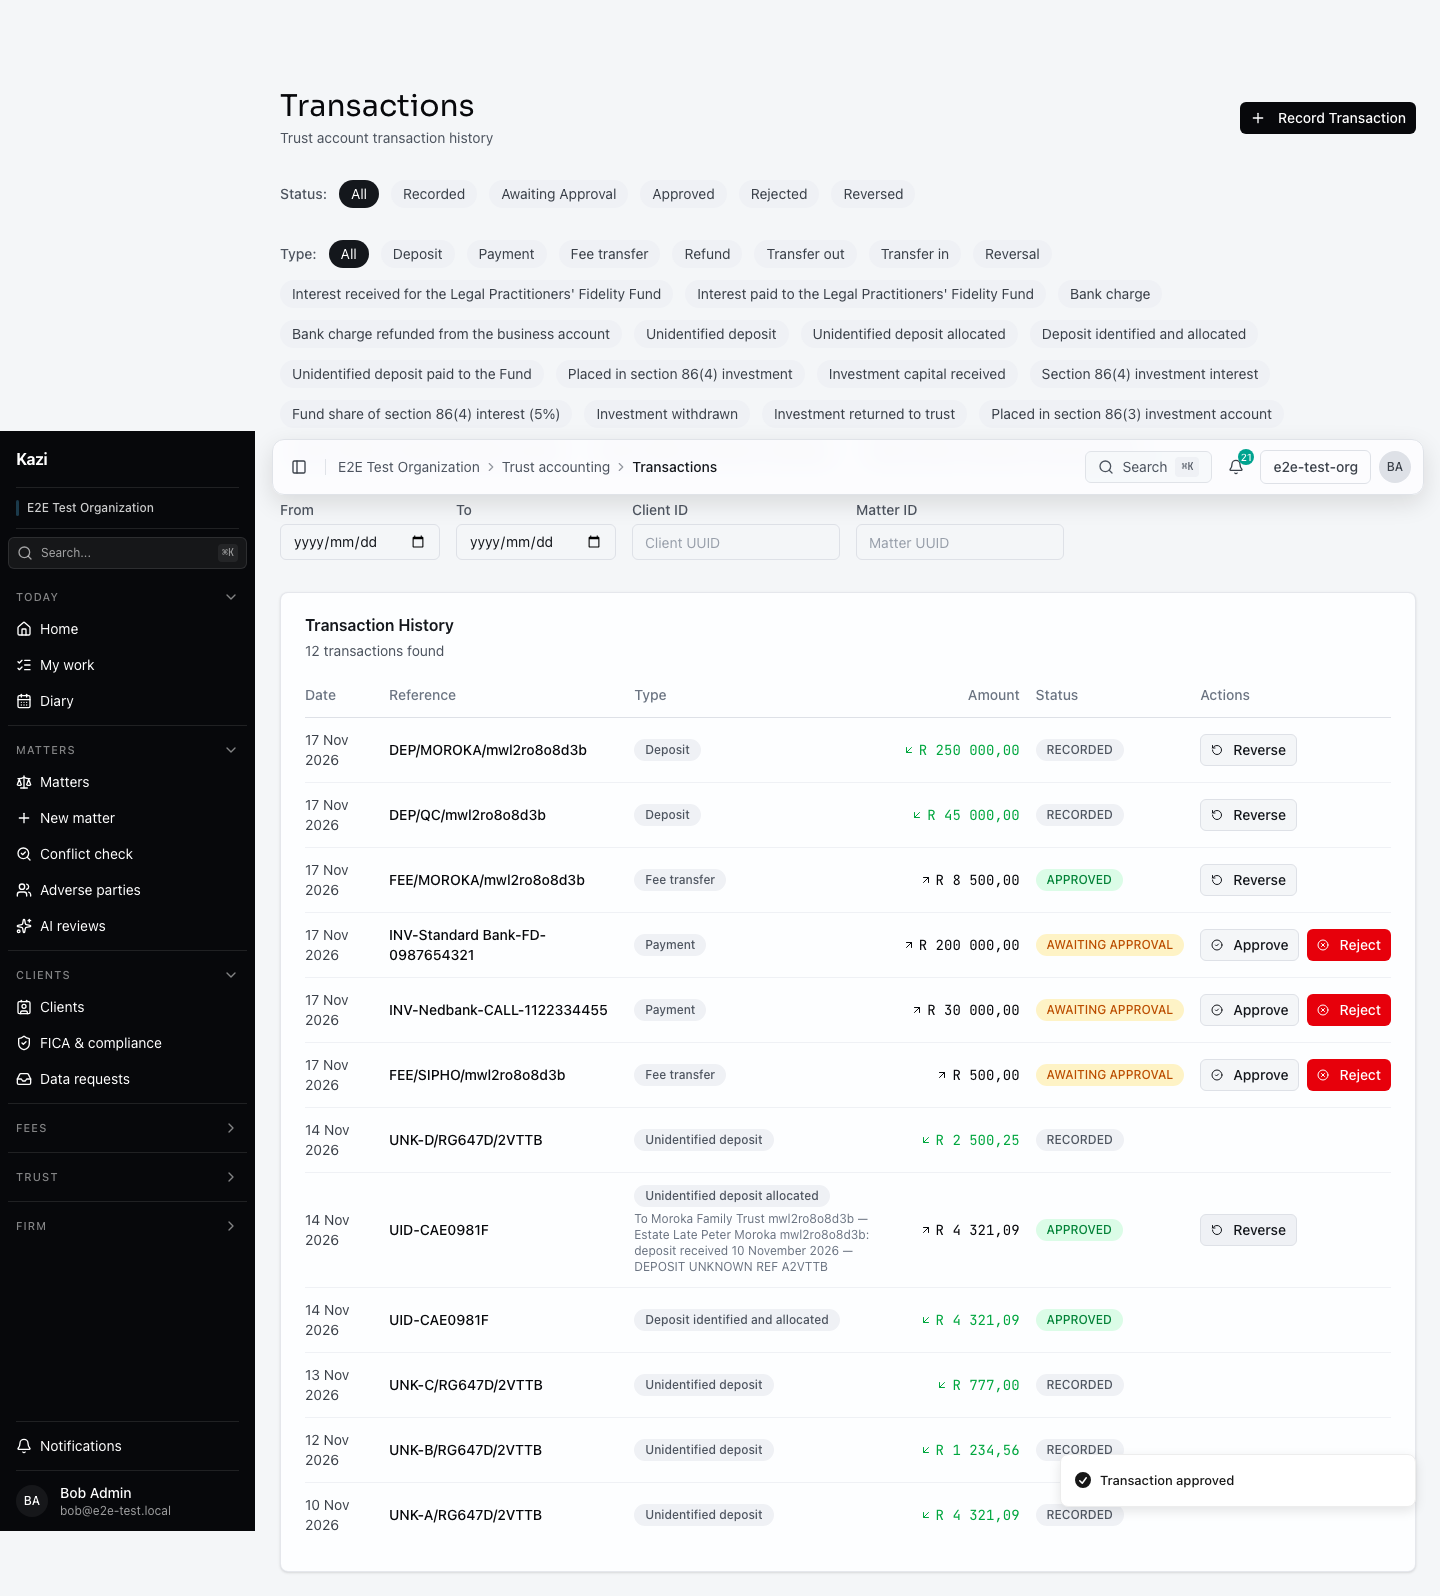 Transactions
Trust account transaction history
Record Transaction
Status: All Recorded Awaiting Approval Approved Rejected Reversed
Type: All Deposit Payment Fee transfer Refund Transfer out Transfer in Reversal
Interest received for the Legal Practitioners' Fidelity Fund Interest paid to the Legal Practitioners' Fidelity Fund Bank charge
Bank charge refunded from the business account Unidentified deposit Unidentified deposit allocated Deposit identified and allocated
Unidentified deposit paid to the Fund Placed in section 86(4) investment Investment capital received Section 86(4) investment interest
Fund share of section 86(4) interest (5%) Investment withdrawn Investment returned to trust Placed in section 86(3) investment account
E2E Test Organization Trust accounting Transactions Search ⌘K 21 e2e-test-org BA
From To Client ID Matter ID
yyyy/mm/dd yyyy/mm/dd Client UUID Matter UUID
Kazi
E2E Test Organization
Search... ⌘K
TODAY
Home
My work
Diary
MATTERS
Matters
New matter
Conflict check
Adverse parties
AI reviews
CLIENTS
Clients
FICA & compliance
Data requests
FEES
TRUST
FIRM
Notifications
BA
Bob Admin
bob@e2e-test.local
Transaction History
12 transactions found
Date Reference Type Amount Status Actions
17 Nov
2026
DEP/MOROKA/mwl2ro8o8d3b Deposit R 250 000,00 RECORDED Reverse
17 Nov
2026
DEP/QC/mwl2ro8o8d3b Deposit R 45 000,00 RECORDED Reverse
17 Nov
2026
FEE/MOROKA/mwl2ro8o8d3b Fee transfer R 8 500,00 APPROVED Reverse
17 Nov
2026
INV-Standard Bank-FD-
0987654321
Payment R 200 000,00 AWAITING APPROVAL Approve Reject
17 Nov
2026
INV-Nedbank-CALL-1122334455 Payment R 30 000,00 AWAITING APPROVAL Approve Reject
17 Nov
2026
FEE/SIPHO/mwl2ro8o8d3b Fee transfer R 500,00 AWAITING APPROVAL Approve Reject
14 Nov
2026
UNK-D/RG647D/2VTTB Unidentified deposit R 2 500,25 RECORDED
14 Nov
2026
UID-CAE0981F
Unidentified deposit allocated
To Moroka Family Trust mwl2ro8o8d3b —
Estate Late Peter Moroka mwl2ro8o8d3b:
deposit received 10 November 2026 —
DEPOSIT UNKNOWN REF A2VTTB
R 4 321,09 APPROVED Reverse
14 Nov
2026
UID-CAE0981F Deposit identified and allocated R 4 321,09 APPROVED
13 Nov
2026
UNK-C/RG647D/2VTTB Unidentified deposit R 777,00 RECORDED
12 Nov
2026
UNK-B/RG647D/2VTTB Unidentified deposit R 1 234,56 RECORDED
10 Nov
2026
UNK-A/RG647D/2VTTB Unidentified deposit R 4 321,09 RECORDED
Transaction approved